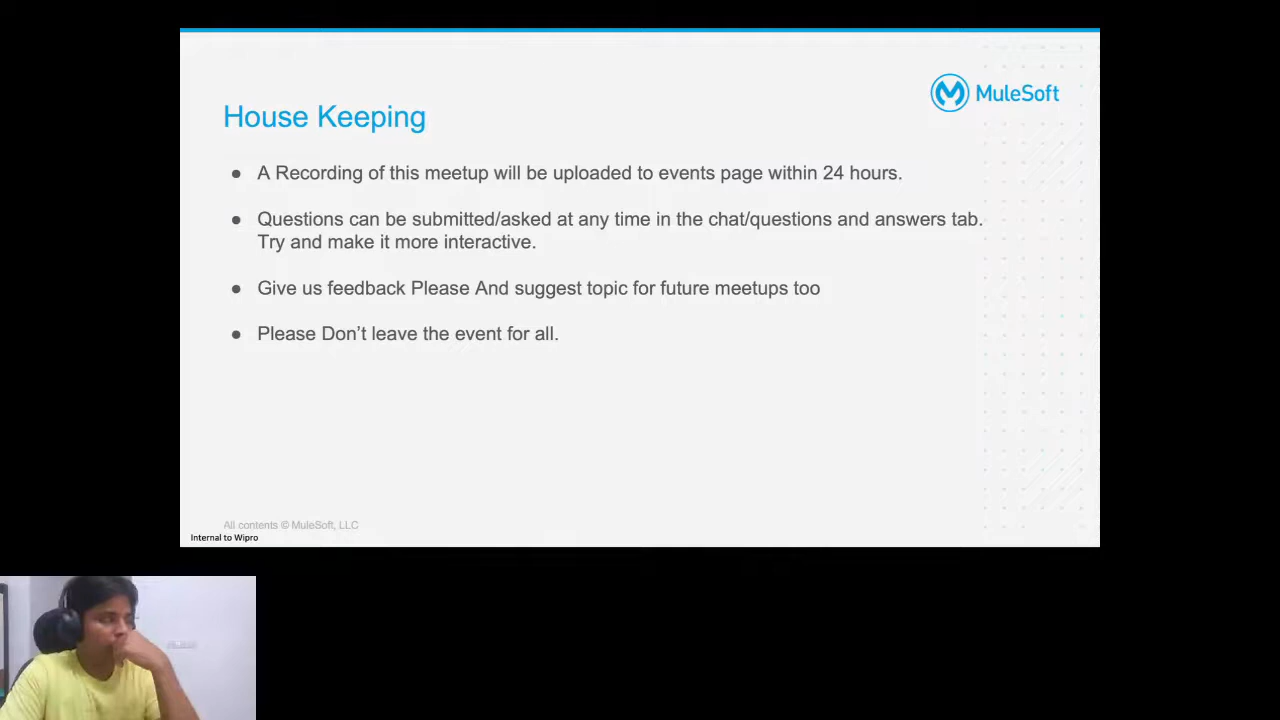 MuleSoft
House Keeping
● A Recording of this meetup will be uploaded to events page within 24 hours.
● Questions can be submitted/asked at any time in the chat/questions and answers tab.
Try and make it more interactive.
● Give us feedback Please And suggest topic for future meetups too
● Please Don’t leave the event for all.
All contents © MuleSoft, LLC
Internal to Wipro